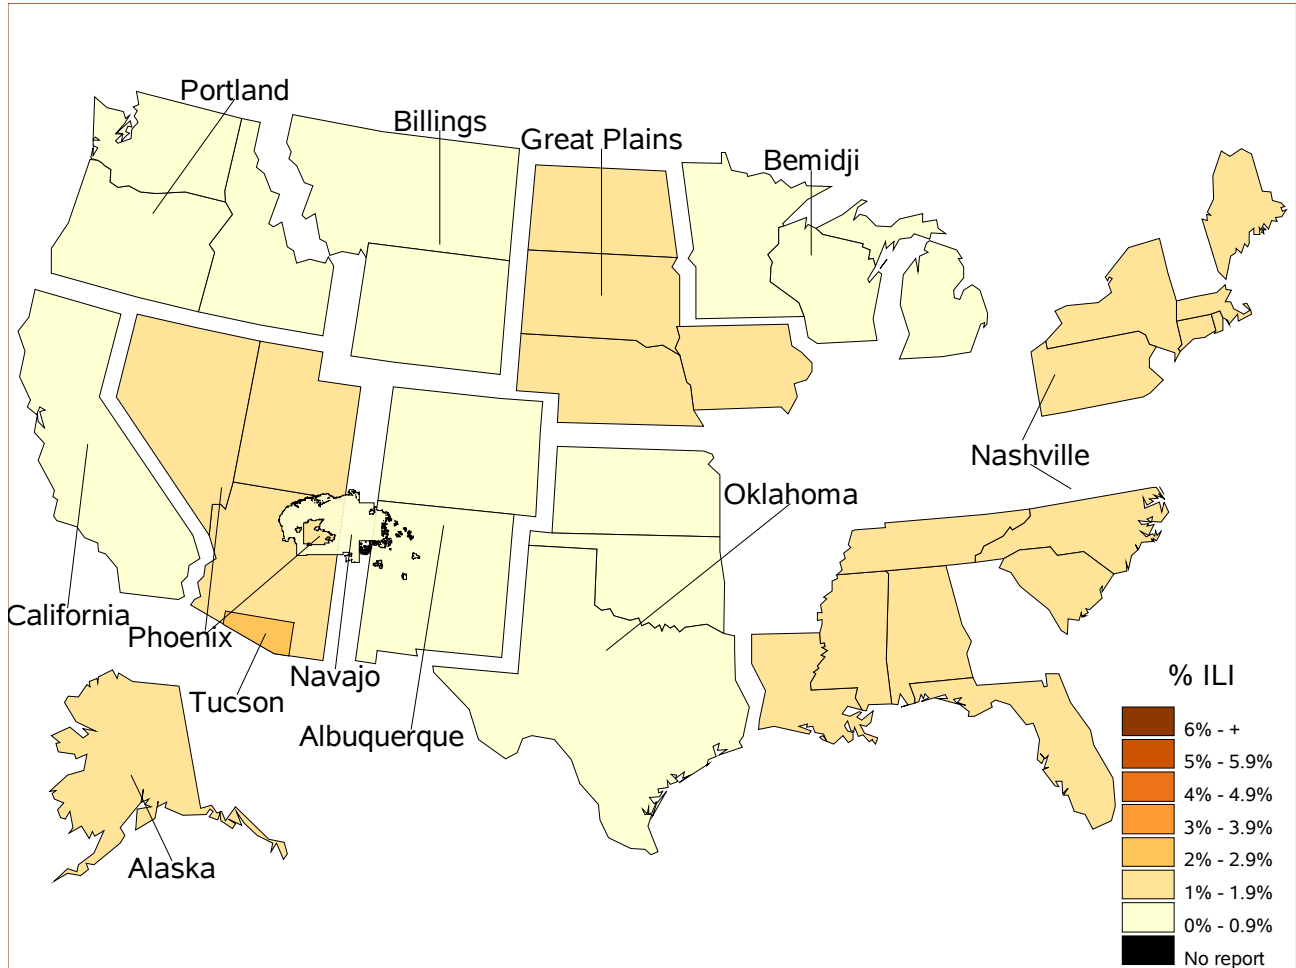 Portland
Billings
Great Plains
Bemidji
Nashville
Oklahoma
California
Phoenix
Navajo
Tucson
Albuquerque
Alaska
% ILI
6% - +
5% - 5.9%
4% - 4.9%
3% - 3.9%
2% - 2.9%
1% - 1.9%
0% - 0.9%
No report